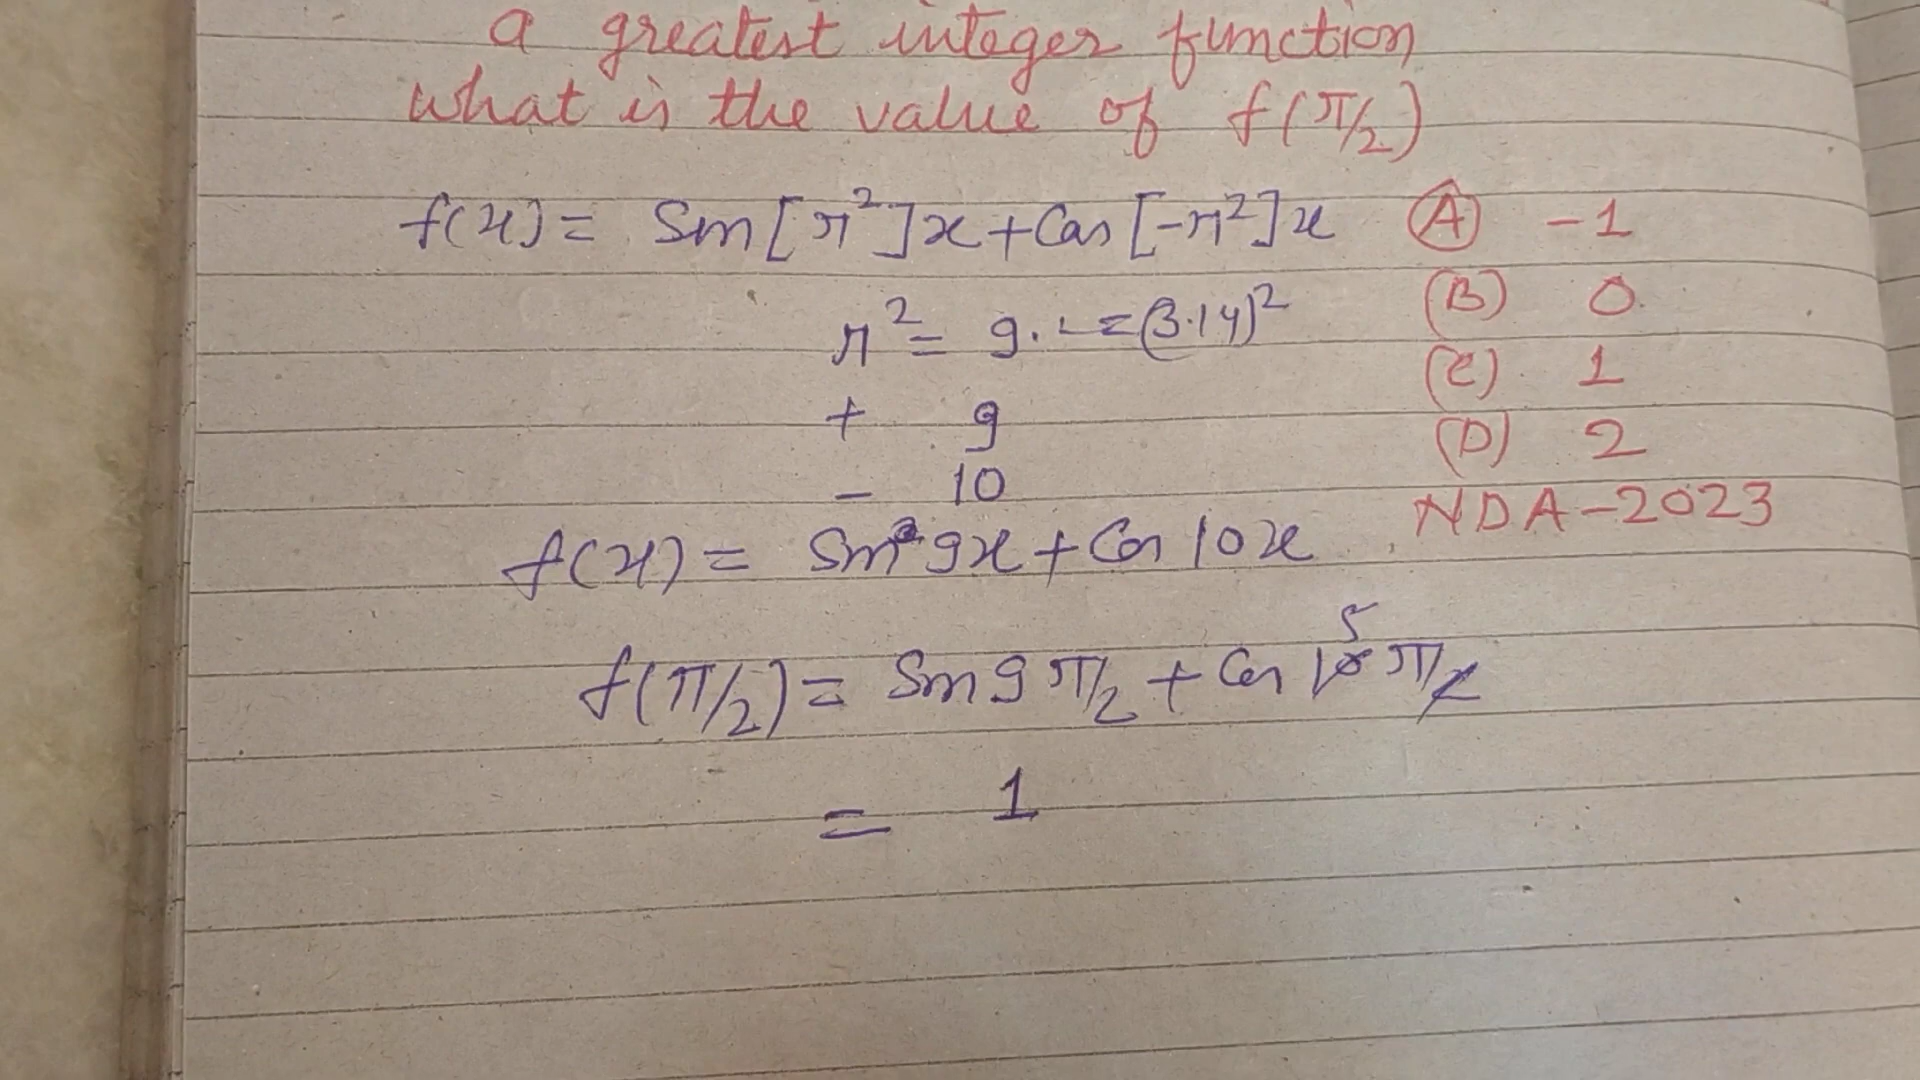 a greatest integer function
what is the value of f(π/2)
f(x) = Sin [π²]x + Cos [-π²]x (A) -1
(B) 0
π² = 9. - = (3.14)²
(C) 1
+ 9
(D) 2
- 10
NDA-2023
f(x) = Sin 9x + Cos 10x
5
f(π/2) = Sin 9 π/2 + Cos 10 π/2
= 1